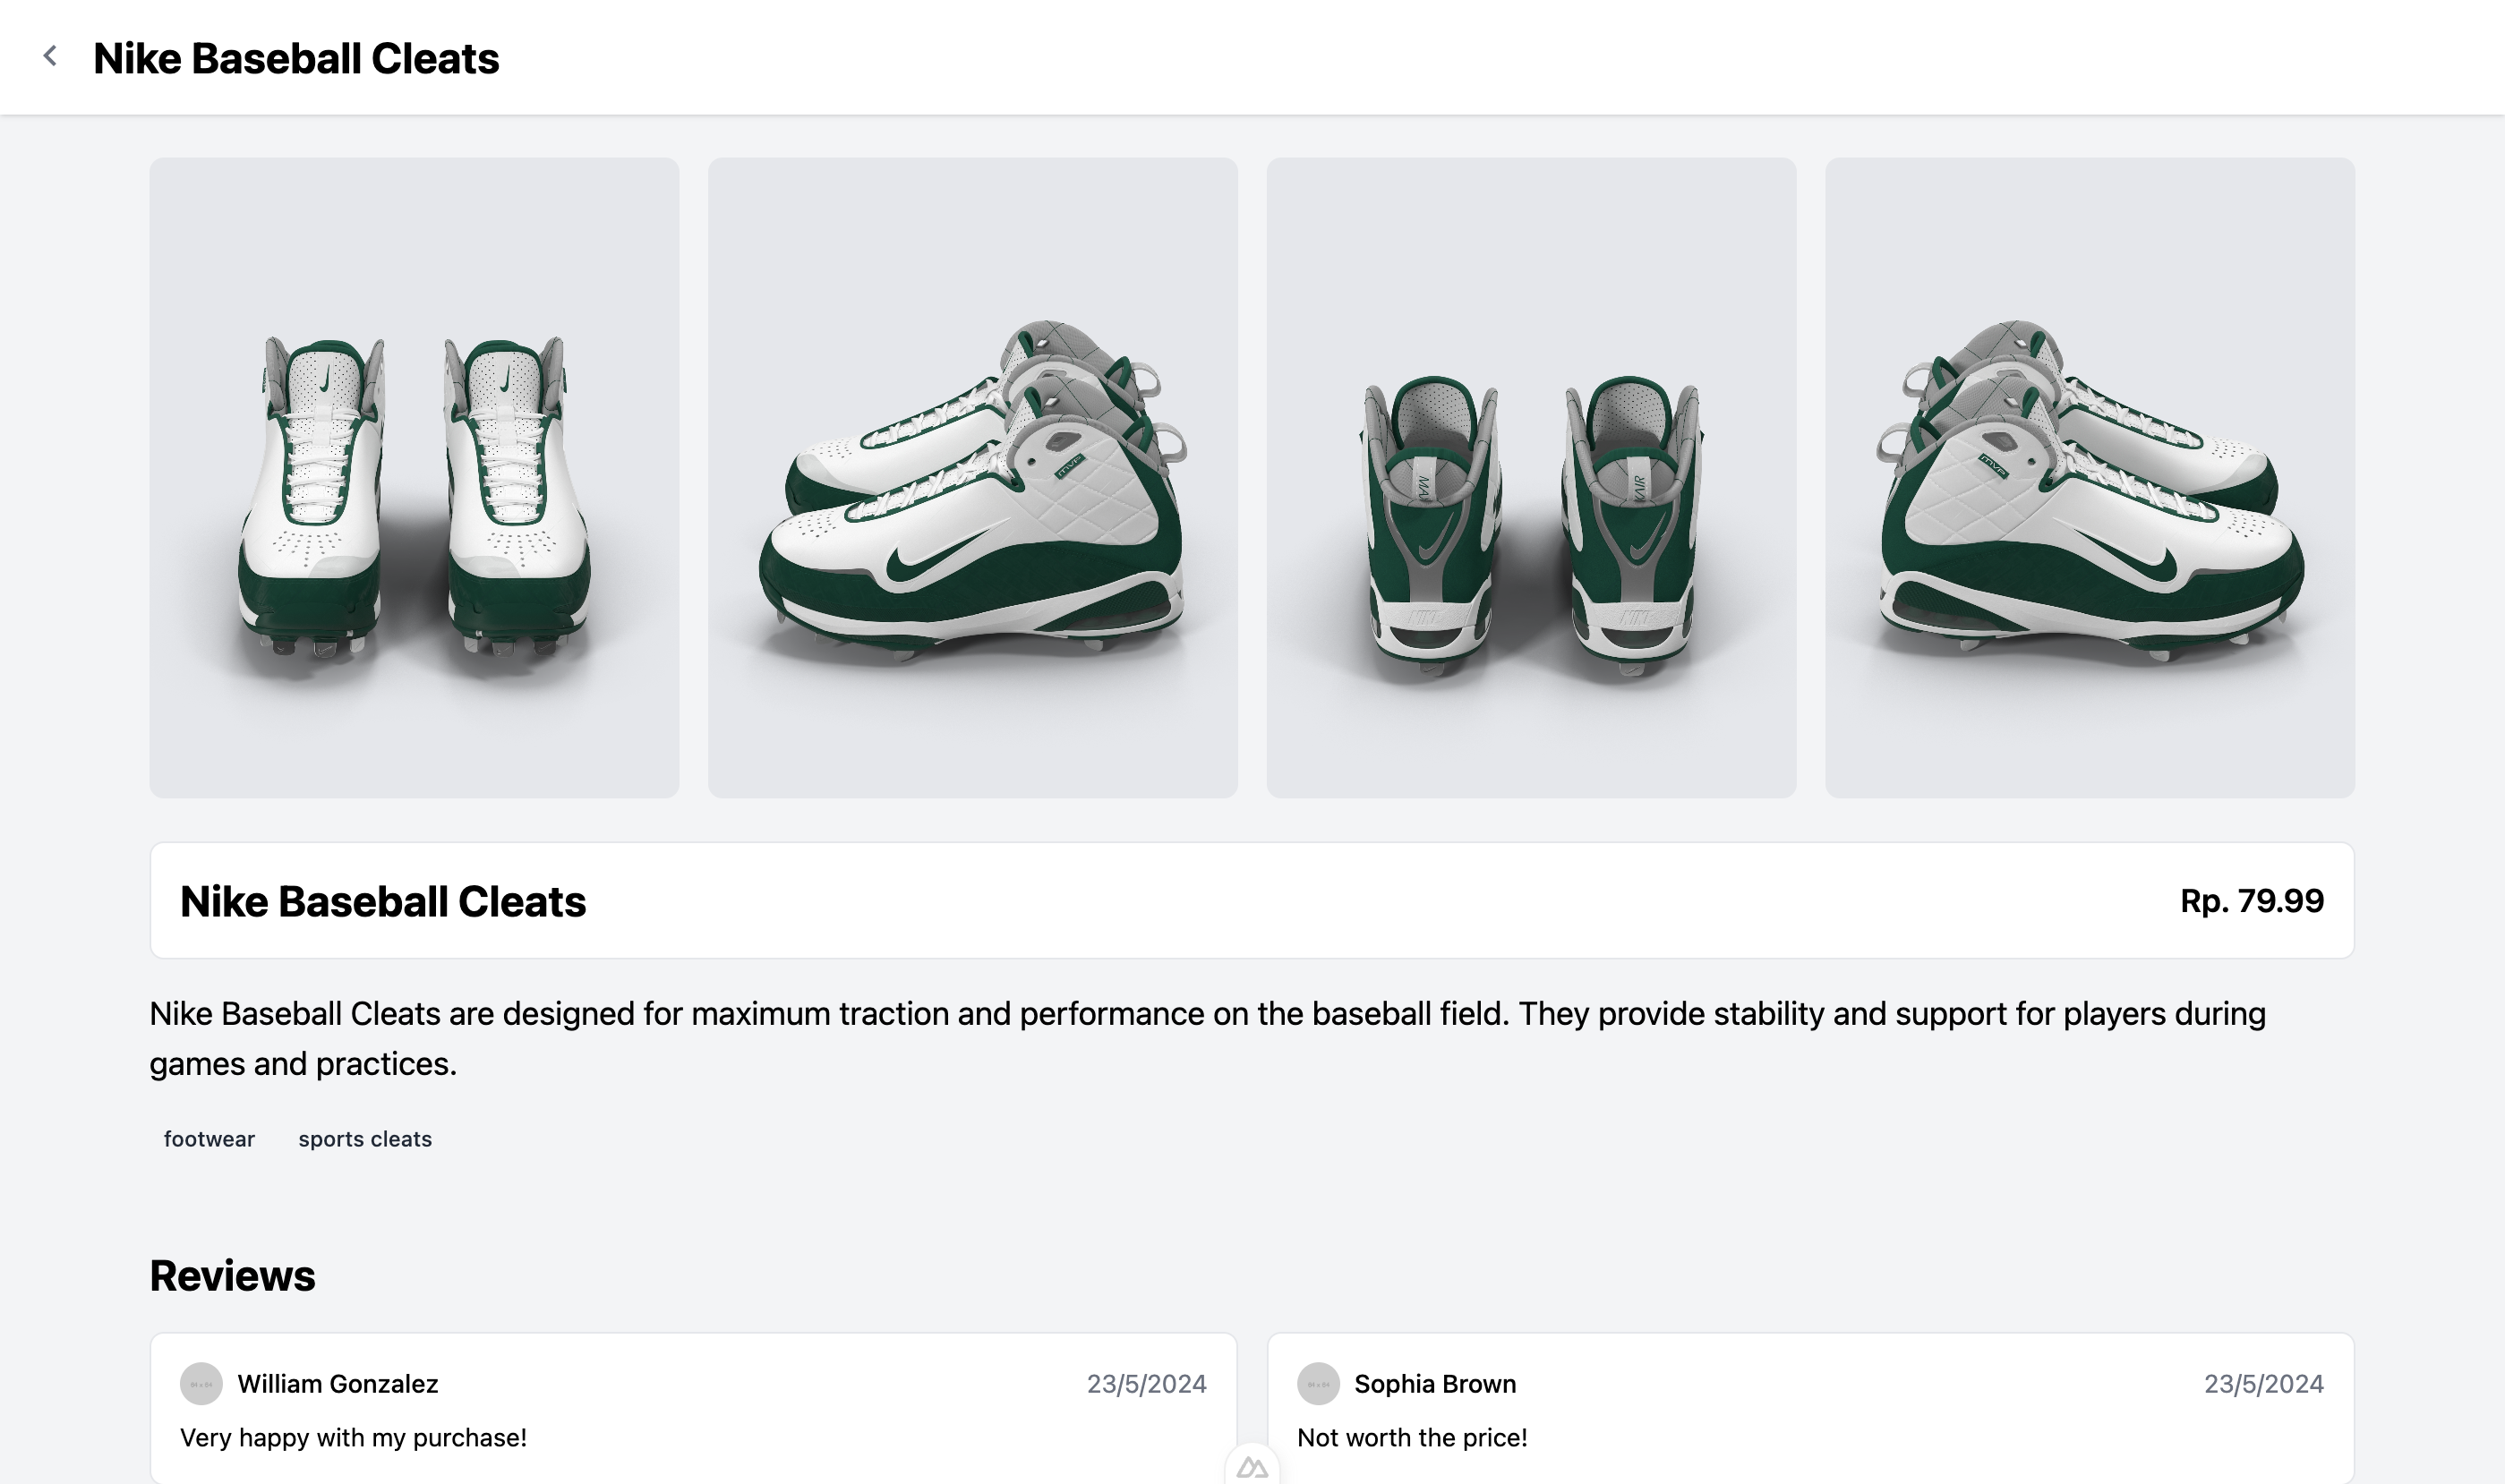 Nike Baseball Cleats
MVP
MVP
Nike Baseball Cleats
Rp. 79.99
Nike Baseball Cleats are designed for maximum traction and performance on the baseball field. They provide stability and support for players during
games and practices.
footwear
sports cleats
Reviews
William Gonzalez
23/5/2024
Very happy with my purchase!
Sophia Brown
23/5/2024
Not worth the price!